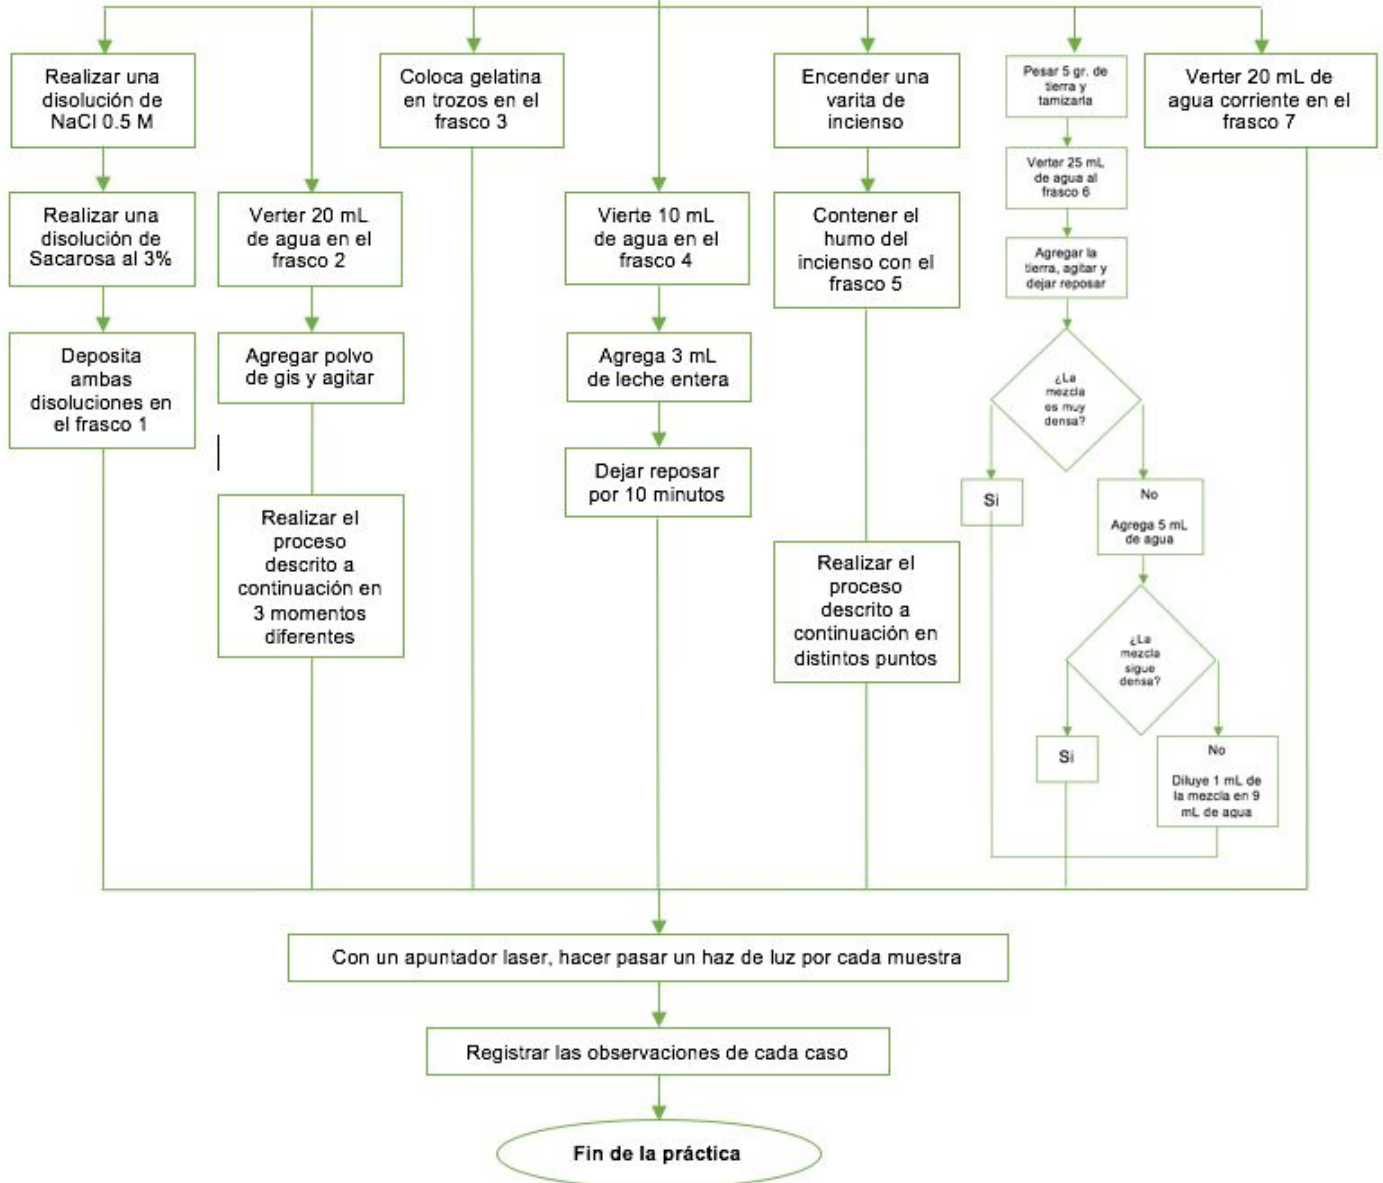 Realizar una
disolución de
NaCl 0.5 M
Realizar una
disolución de
Sacarosa al 3%
Deposita
ambas
disoluciones en
el frasco 1
Verter 20 mL
de agua en el
frasco 2
Agregar polvo
de gis y agitar
Realizar el
proceso
descrito a
continuación en
3 momentos
diferentes
Coloca gelatina
en trozos en el
frasco 3
Vierte 10 mL
de agua en el
frasco 4
Agrega 3 mL
de leche entera
Dejar reposar
por 10 minutos
Encender una
varita de
incienso
Contener el
humo del
incienso con el
frasco 5
Realizar el
proceso
descrito a
continuación en
distintos puntos
Pesar 5 gr. de
tierra y
tamizarla
Verter 25 mL
de agua al
frasco 6
Agregar la
tierra, agitar y
dejar reposar
¿La
mezcla
es muy
densa?
Si
No
Agrega 5 mL
de agua
¿La
mezcla
sigue
densa?
Si
No
Diluye 1 mL de
la mezcla en 9
mL de agua
Verter 20 mL de
agua corriente en el
frasco 7
Con un apuntador laser, hacer pasar un haz de luz por cada muestra
Registrar las observaciones de cada caso
Fin de la práctica